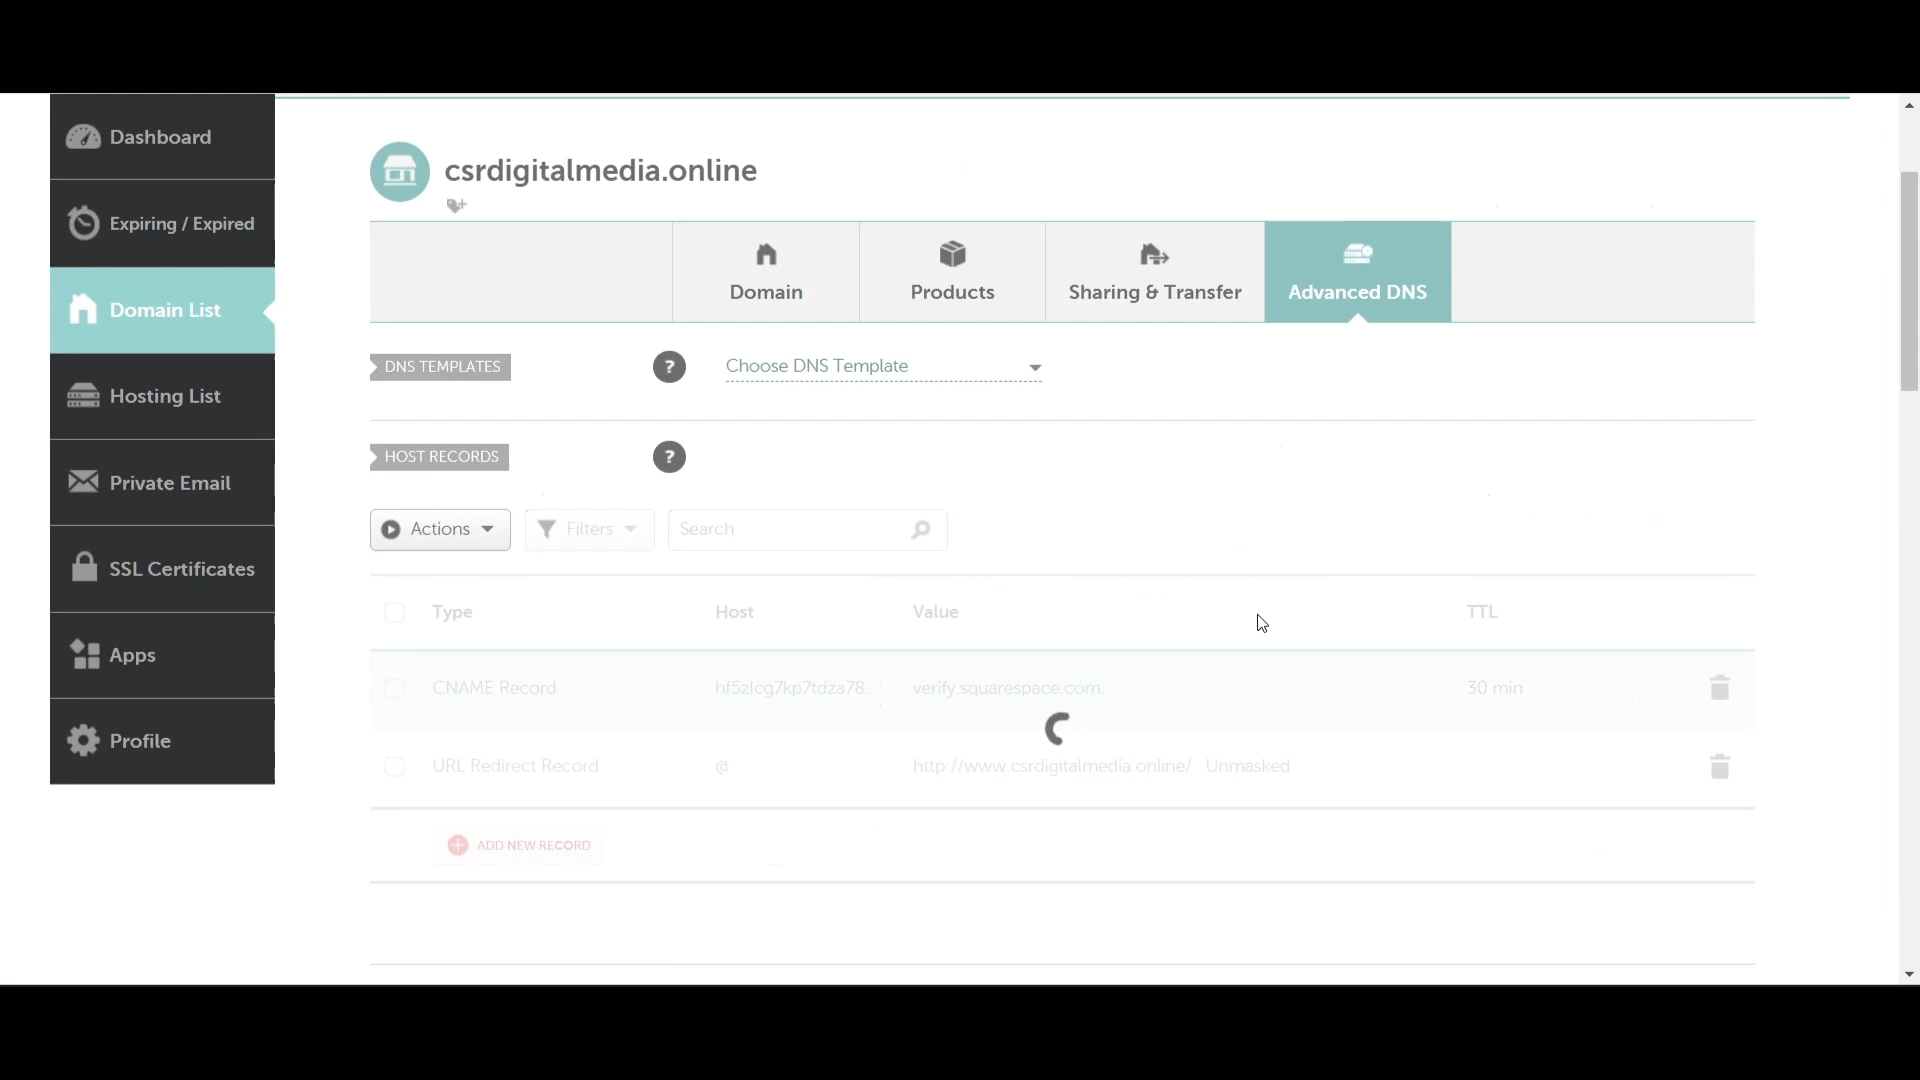 Dashboard
Expiring / Expired
Domain List
Hosting List
Private Email
SSL Certificates
Apps
Profile
csrdigitalmedia.online
Domain
Products
Sharing & Transfer
Advanced DNS
DNS TEMPLATES
? Choose DNS Template
HOST RECORDS
?
Actions
Filters
Search
Type Host Value TTL
CNAME Record hf5zlcg7kp7tdza78... verify.squarespace.com. 30 min
URL Redirect Record @ http://www.csrdigitalmedia.online/ Unmasked
ADD NEW RECORD